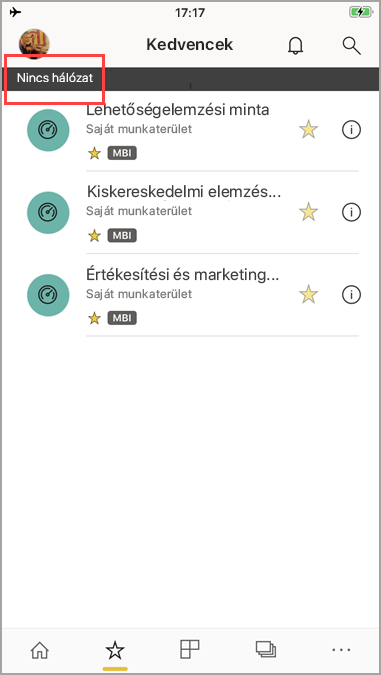 17:17
Kedvencek
Nincs hálózat
Lehetőségelemzési minta
Saját munkaterület
MBI
Kiskereskedelmi elemzés...
Saját munkaterület
MBI
Értékesítési és marketing...
Saját munkaterület
MBI